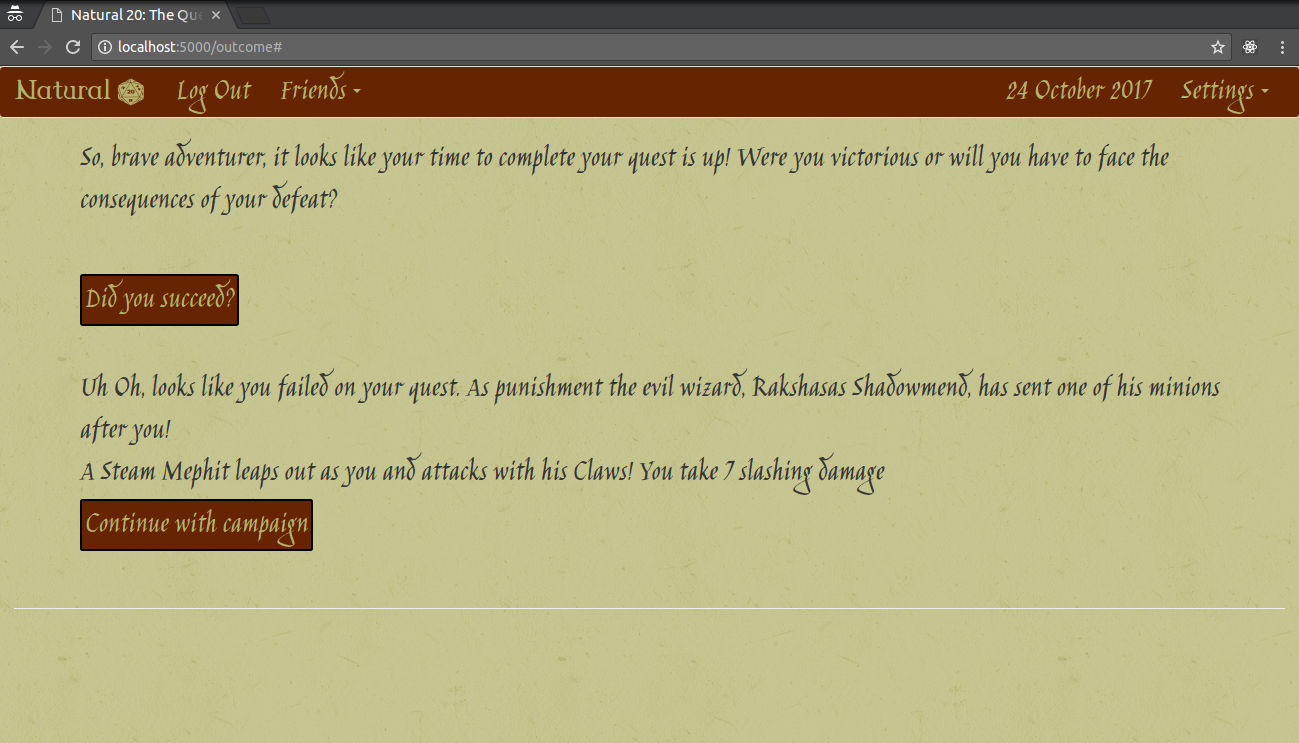 Natural 20: The Que
localhost:5000/outcome#
Natural 20 Log Out Friends 24 October 2017 Settings
So, brave adventurer, it looks like your time to complete your quest is up! Were you victorious or will you have to face the
consequences of your defeat?
Did you succeed?
Uh Oh, looks like you failed on your quest. As punishment the evil wizard, Rakshasas Shadowmend, has sent one of his minions
after you!
A Steam Mephit leaps out as you and attacks with his Claws! You take 7 slashing damage
Continue with campaign